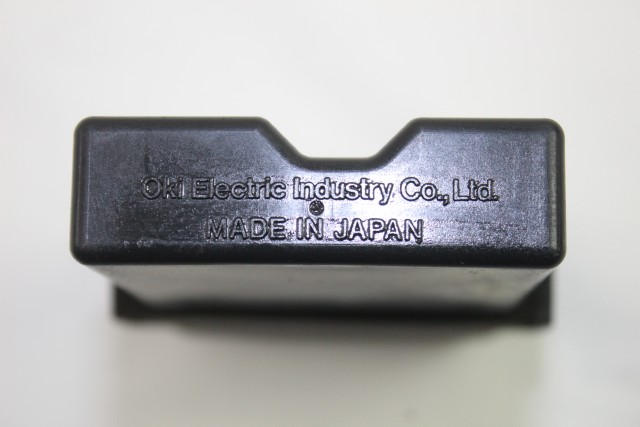 Oki Electric Industry Co., Ltd.
MADE IN JAPAN